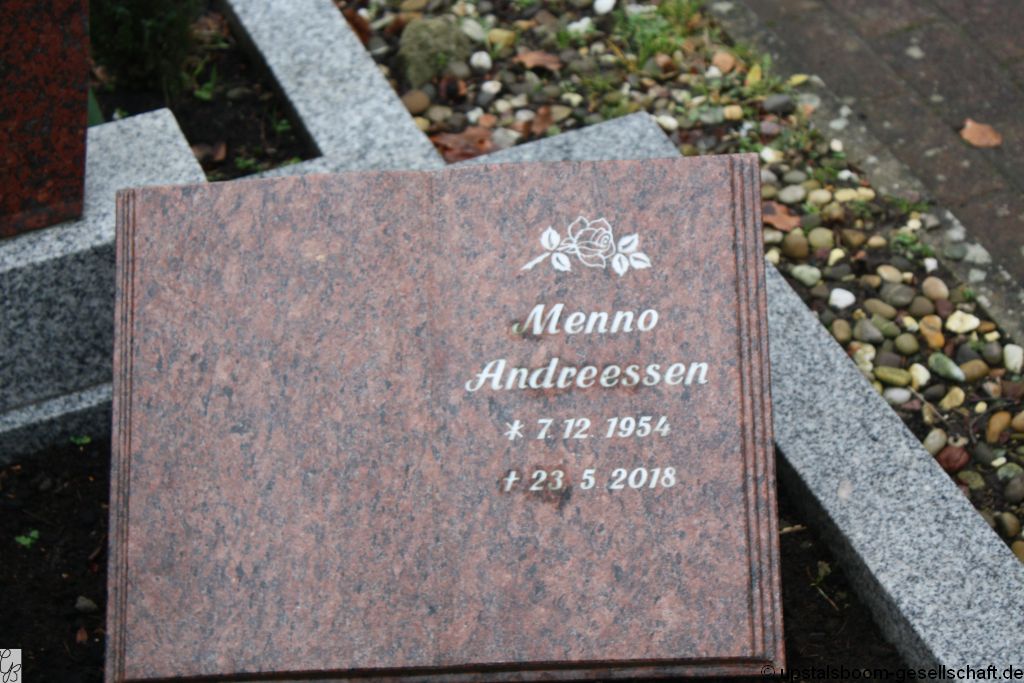 Menno
Andreessen
* 7. 12. 1954
✝ 23. 5. 2018
© upstalsboom-gesellschaft.de